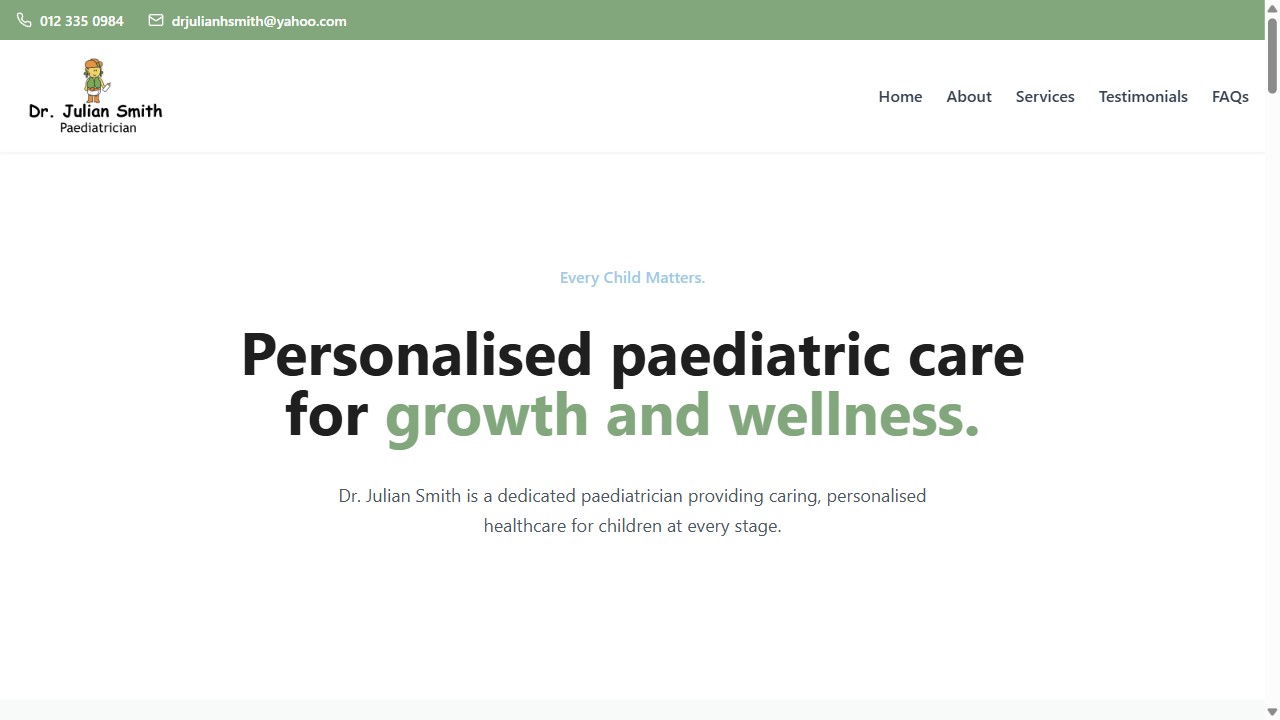 012 335 0984
drjulianhsmith@yahoo.com
Dr. Julian Smith
Paediatrician
Home
About
Services
Testimonials
FAQs
Every Child Matters.
Personalised paediatric care
for growth and wellness.
Dr. Julian Smith is a dedicated paediatrician providing caring, personalised
healthcare for children at every stage.